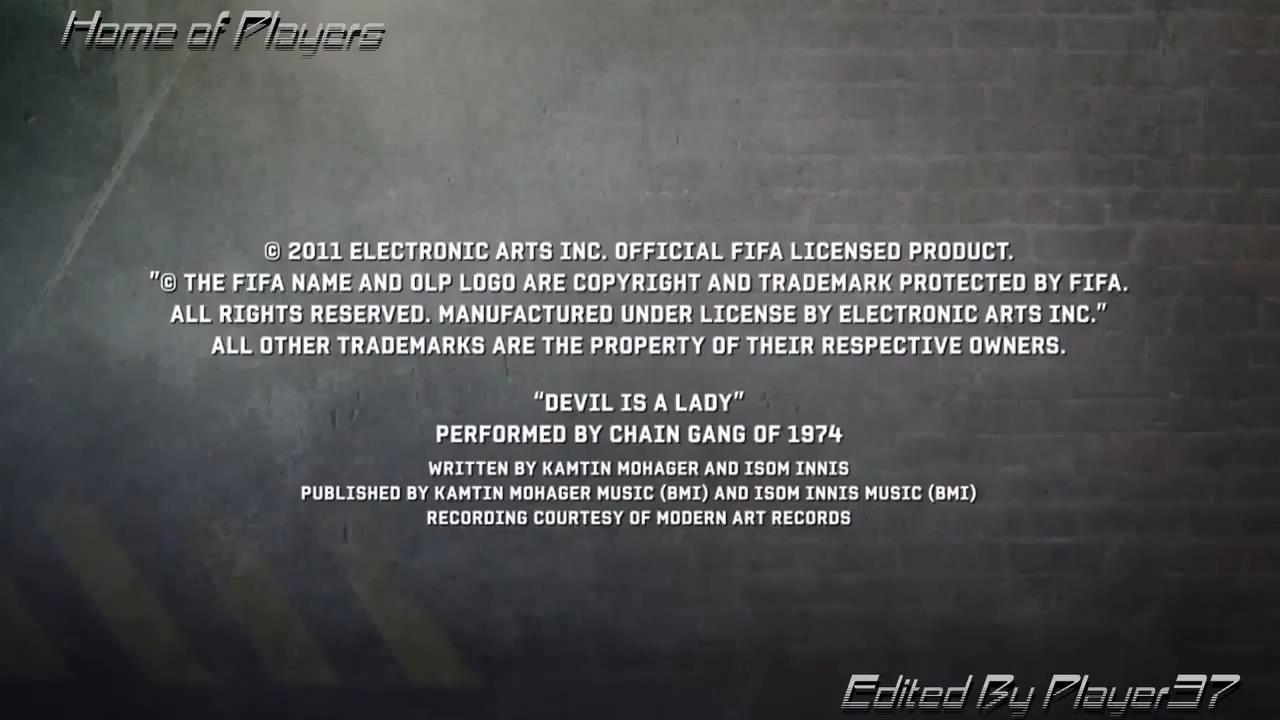 Home of Players
© 2011 ELECTRONIC ARTS INC. OFFICIAL FIFA LICENSED PRODUCT.
"© THE FIFA NAME AND OLP LOGO ARE COPYRIGHT AND TRADEMARK PROTECTED BY FIFA.
ALL RIGHTS RESERVED. MANUFACTURED UNDER LICENSE BY ELECTRONIC ARTS INC."
ALL OTHER TRADEMARKS ARE THE PROPERTY OF THEIR RESPECTIVE OWNERS.
“DEVIL IS A LADY”
PERFORMED BY CHAIN GANG OF 1974
WRITTEN BY KAMTIN MOHAGER AND ISOM INNIS
PUBLISHED BY KAMTIN MOHAGER MUSIC (BMI) AND ISOM INNIS MUSIC (BMI)
RECORDING COURTESY OF MODERN ART RECORDS
Edited By Player37